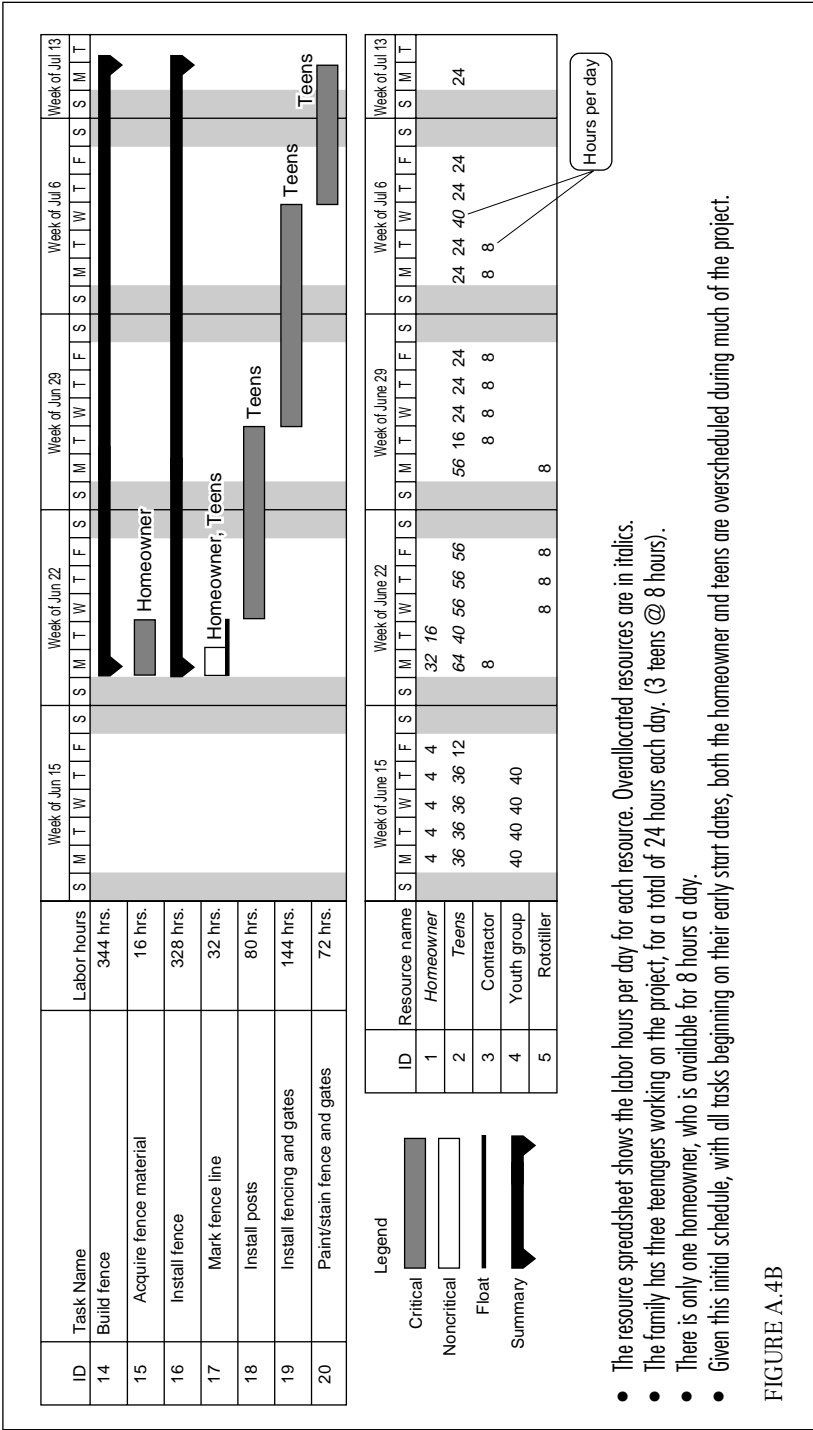 Week of Jun 15 Week of Jun 22 Week of Jun 29 Week of Jul 6 Week of Jul 13
ID Task Name Labor hours S M T W T F S S M T W T F S S M T W T F S S M T W T F S S M T
14 Build fence 344 hrs.
15 Acquire fence material 16 hrs. Homeowner
16 Install fence 328 hrs.
17 Mark fence line 32 hrs. Homeowner, Teens
18 Install posts 80 hrs. Teens
19 Install fencing and gates 144 hrs. Teens
20 Paint/stain fence and gates 72 hrs. Teens
Legend
Critical
Noncritical
Float
Summary
Week of June 15 Week of June 22 Week of June 29 Week of Jul 6 Week of Jul 13
ID Resource name S M T W T F S S M T W T F S S M T W T F S S M T W T F S S M T
1 Homeowner 4 4 4 4 4 32 16
2 Teens 36 36 36 36 12 64 40 56 56 56 56 16 24 24 24 24 24 40 24 24 24
3 Contractor 8 8 8 8 8 8 8
4 Youth group 40 40 40 40
5 Rototiller 8 8 8 8
Hours per day
• The resource spreadsheet shows the labor hours per day for each resource. Overallocated resources are in italics.
• The family has three teenagers working on the project, for a total of 24 hours each day. (3 teens @ 8 hours).
• There is only one homeowner, who is available for 8 hours a day.
• Given this initial schedule, with all tasks beginning on their early start dates, both the homeowner and teens are overscheduled during much of the project.
FIGURE A.4B